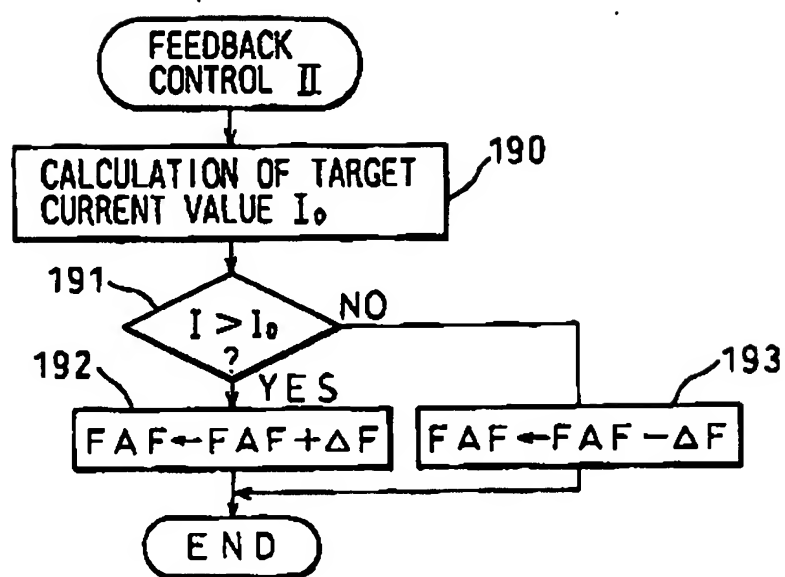 FEEDBACK
CONTROL II
190
CALCULATION OF TARGET
CURRENT VALUE I₀
191
I > I₀
?
NO
YES
192
FAF←FAF+ΔF
193
FAF←FAF-ΔF
END